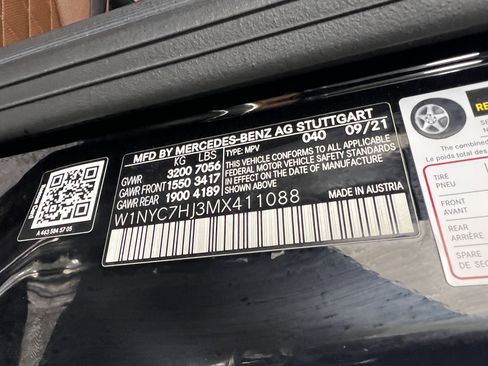 MFD BY MERCEDES-BENZ AG STUTTGART
KG LBS TYPE: MPV 040 09/21
GVWR 3200 7056
GAWR FRONT 1550 3417
GAWR REAR 1900 4189
THIS VEHICLE CONFORMS TO ALL APPLICABLE
FEDERAL MOTOR VEHICLE SAFETY STANDARDS
IN EFFECT ON THE DATE OF MANUFACTURE
SHOWN ABOVE.
MADE IN AUSTRIA
W1NYC7HJ3MX411088
A 463 584 57 05
The combined
Le poids total des
TIRE
PNEU
FRONT
AVANT
REAR
ARRIÈRE
SPARE
DE